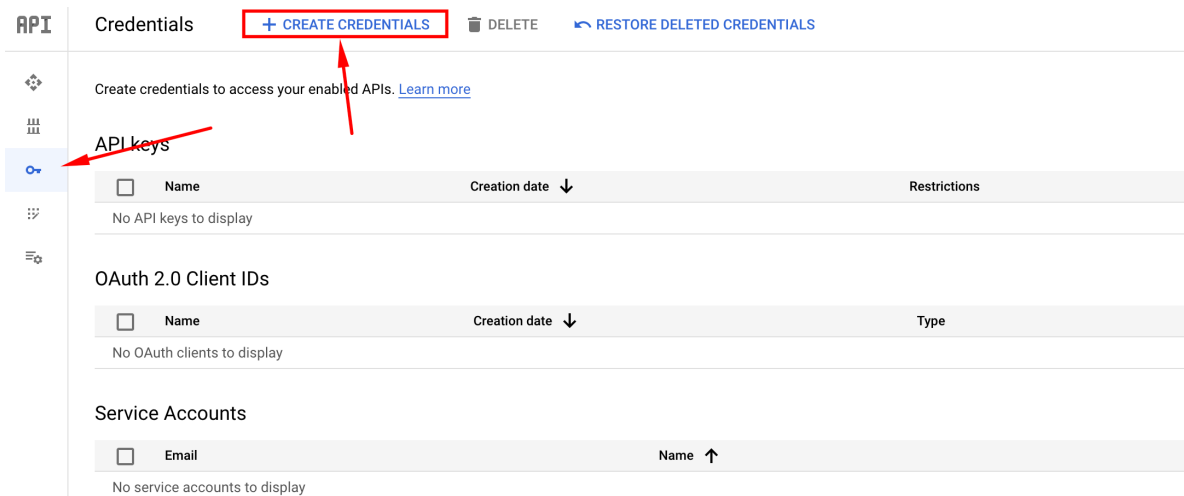 API Credentials + CREATE CREDENTIALS DELETE RESTORE DELETED CREDENTIALS
Create credentials to access your enabled APIs. Learn more
API keys
Name Creation date Restrictions
No API keys to display
OAuth 2.0 Client IDs
Name Creation date Type
No OAuth clients to display
Service Accounts
Email Name
No service accounts to display